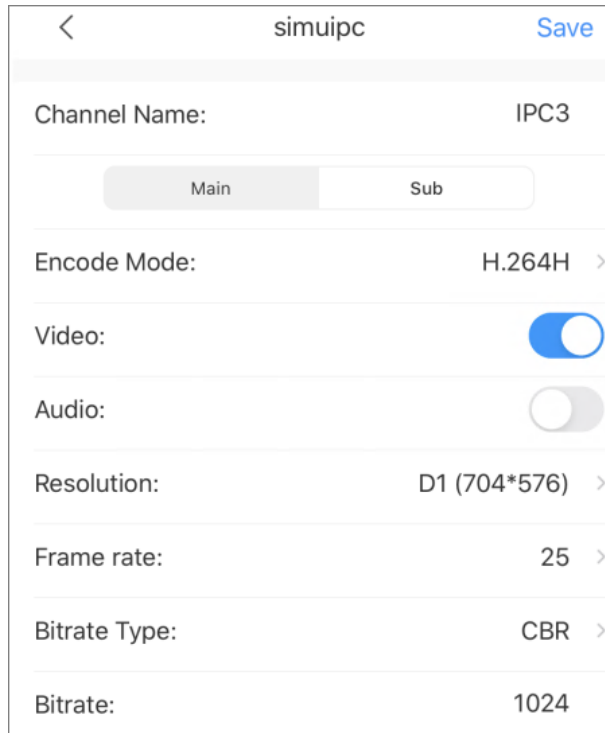 simuipc Save
Channel Name: IPC3
Main Sub
Encode Mode: H.264H
Video:
Audio:
Resolution: D1 (704*576)
Frame rate: 25
Bitrate Type: CBR
Bitrate: 1024